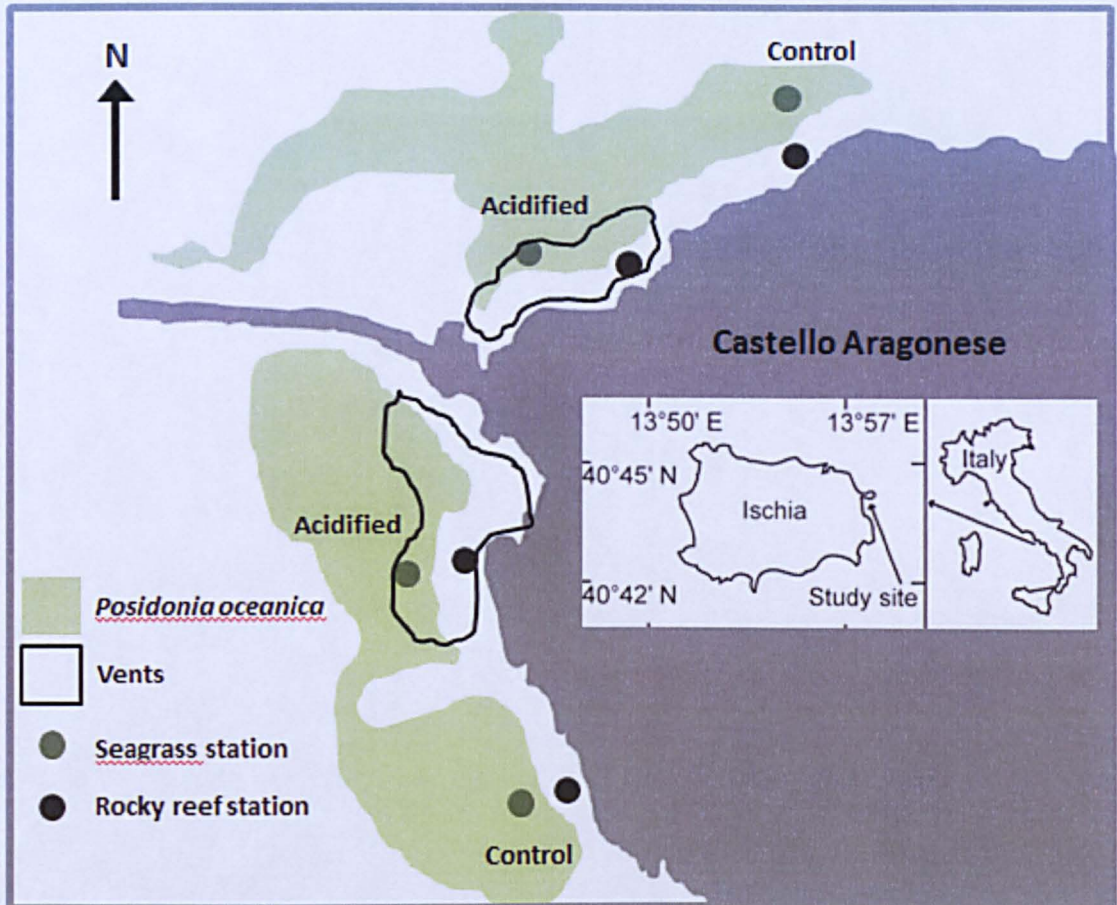 N
Control
Acidified
Castello Aragonese
13°50' E
13°57' E
40°45' N
Italy
Ischia
Acidified
40°42' N
Study site
Posidonia oceanica
Vents
Seagrass station
Rocky reef station
Control